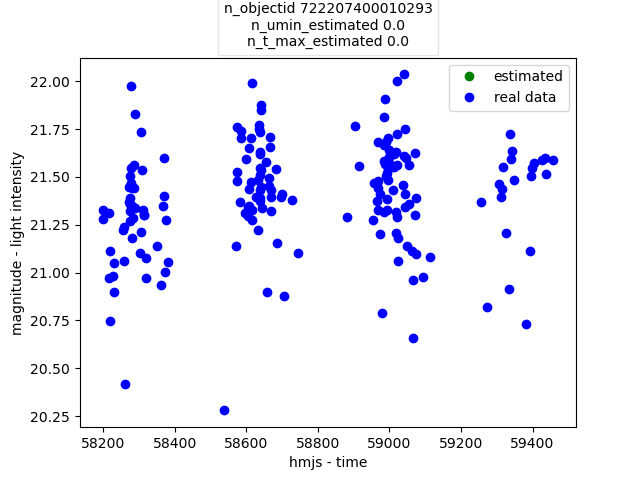 n_objectid 722207400010293
n_umin_estimated 0.0
n_t_max_estimated 0.0
estimated
real data
magnitude - light intensity
22.00
21.75
21.50
21.25
21.00
20.75
20.50
20.25
58200 58400 58600 58800 59000 59200 59400
hmjs - time